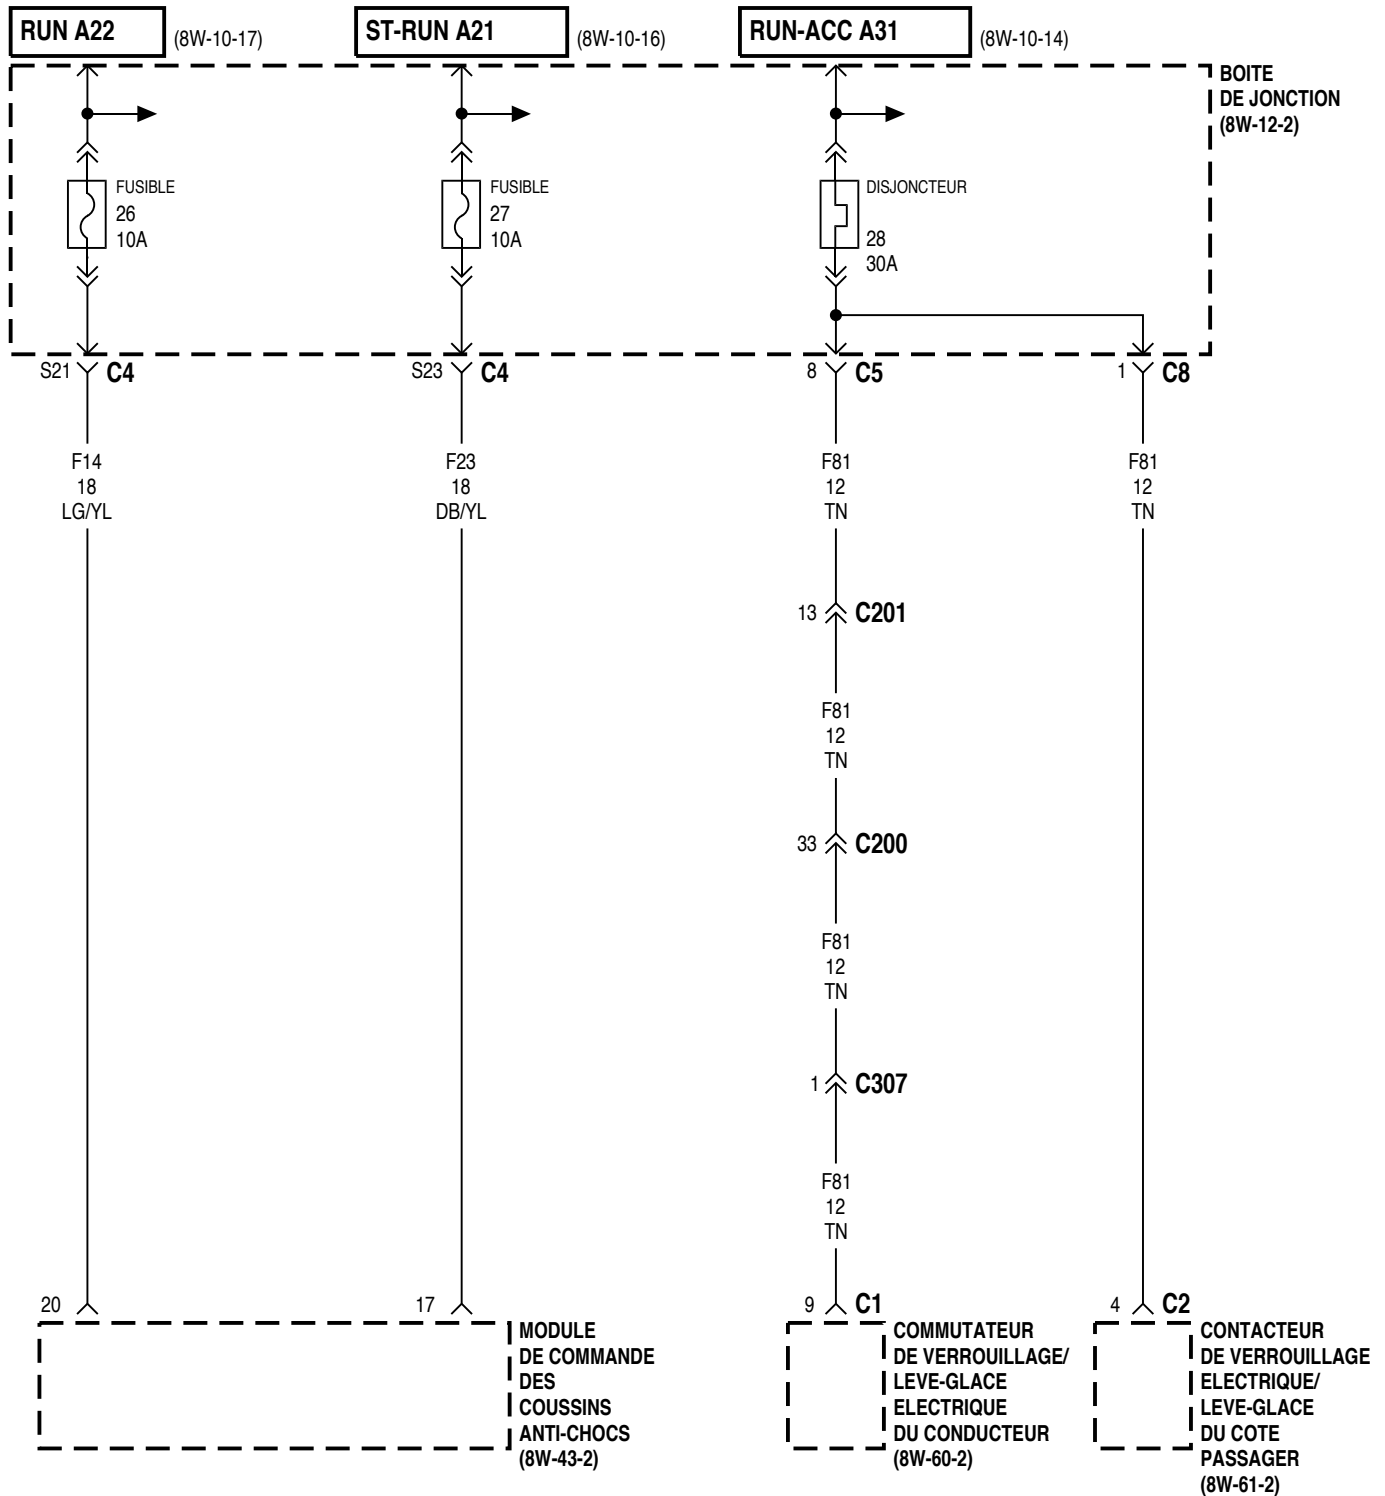 RUN A22
(8W-10-17)
ST-RUN A21
(8W-10-16)
RUN-ACC A31
(8W-10-14)
BOITE
DE JONCTION
(8W-12-2)
FUSIBLE
26
10A
FUSIBLE
27
10A
DISJONCTEUR
28
30A
S21
C4
S23
C4
8
C5
1
C8
F14
18
LG/YL
F23
18
DB/YL
F81
12
TN
F81
12
TN
13
C201
F81
12
TN
33
C200
F81
12
TN
1
C307
F81
12
TN
20
17
9
C1
4
C2
MODULE
DE COMMANDE
DES
COUSSINS
ANTI-CHOCS
(8W-43-2)
COMMUTATEUR
DE VERROUILLAGE/
LEVE-GLACE
ELECTRIQUE
DU CONDUCTEUR
(8W-60-2)
CONTACTEUR
DE VERROUILLAGE
ELECTRIQUE/
LEVE-GLACE
DU COTE
PASSAGER
(8W-61-2)